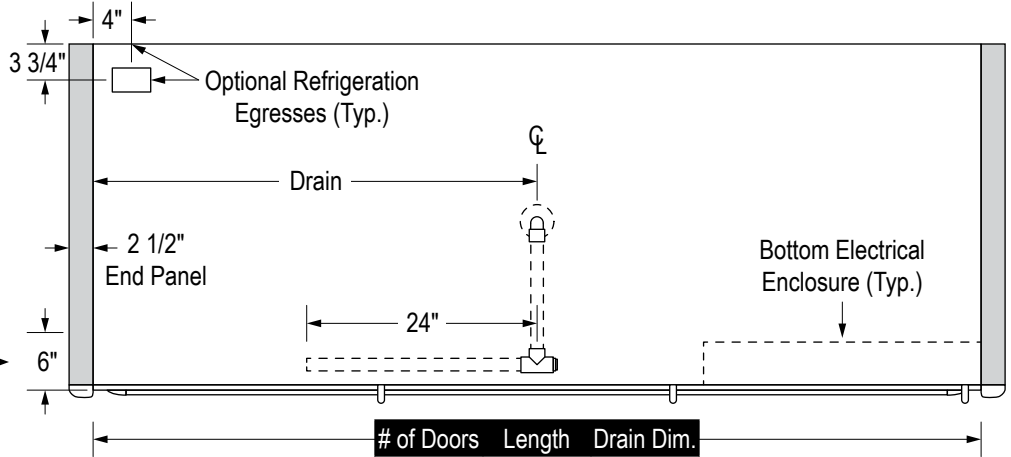 4"
3 3/4"
Optional Refrigeration
Egresses (Typ.)
℄
Drain
2 1/2"
End Panel
Bottom Electrical
Enclosure (Typ.)
24"
6"
# of Doors Length Drain Dim.